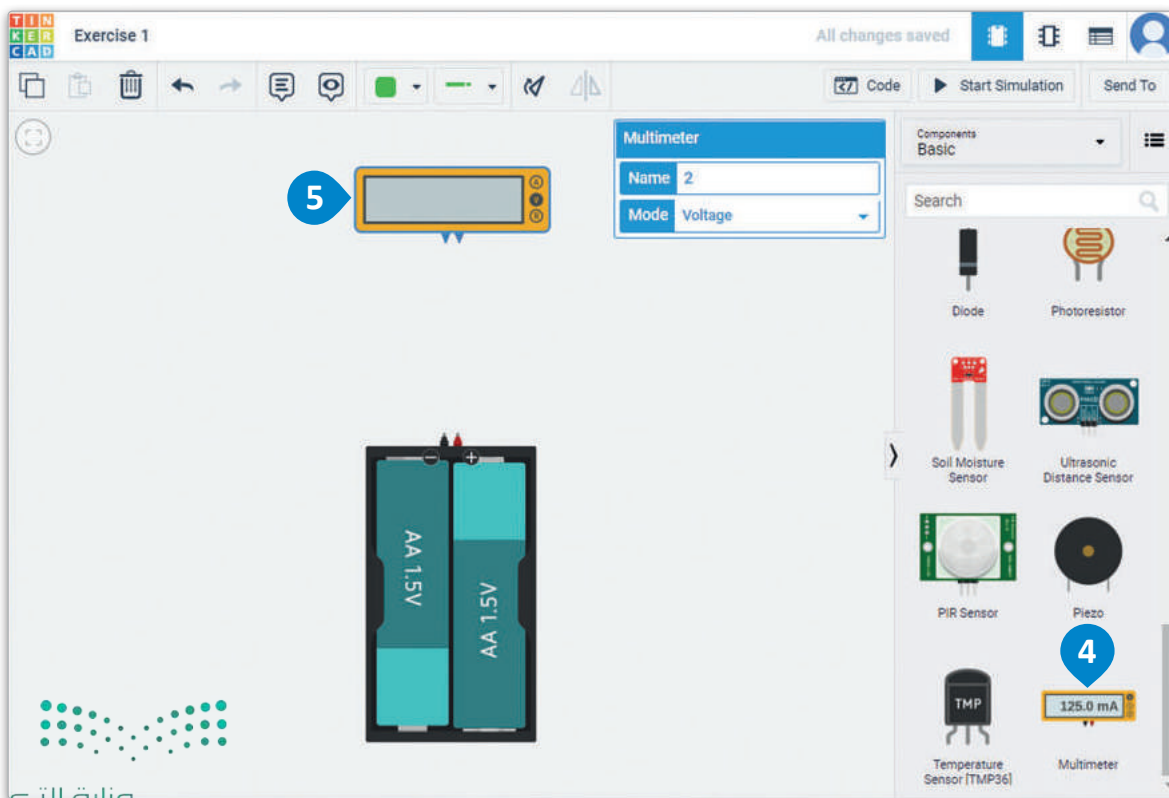 TIN
KER
CAD
Exercise 1
All changes saved
Code
Start Simulation
Send To
5
Multimeter
Name 2
Mode Voltage
A
V
R
Components
Basic
Search
Diode
Photoresistor
Soil Moisture
Sensor
Ultrasonic
Distance Sensor
PIR Sensor
Piezo
4
TMP
125.0 mA
Temperature
Sensor [TMP36]
Multimeter
AA 1.5V
AA 1.5V